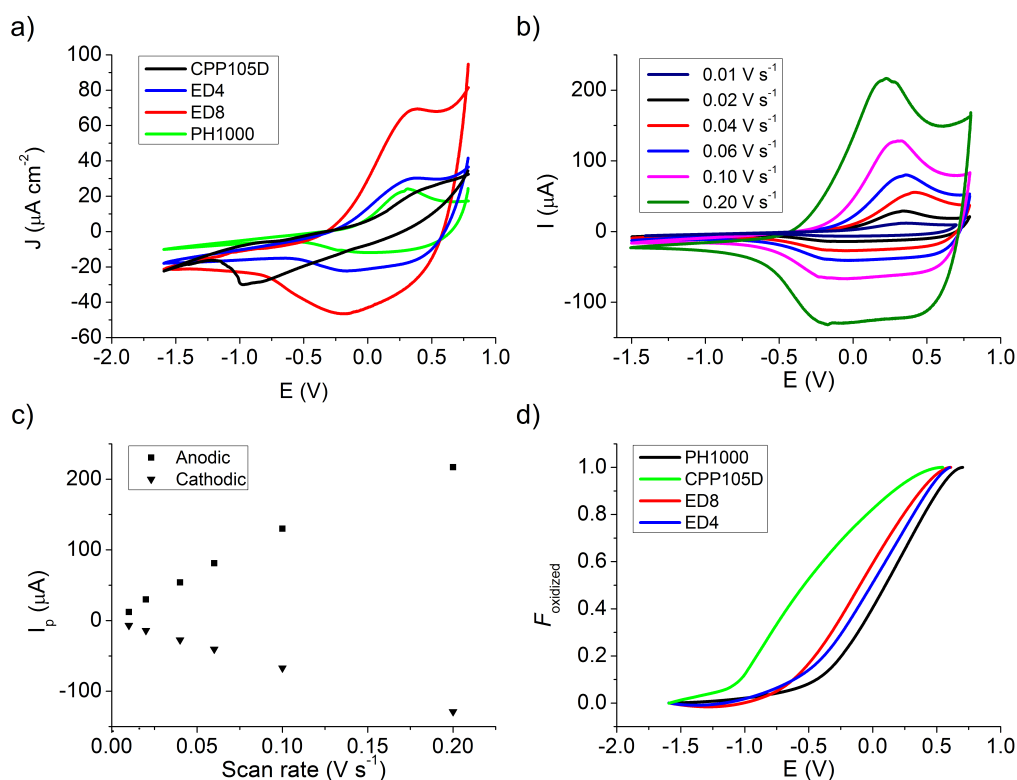 a)
100
80
60
40
20
0
-20
-40
-60
J (μA cm-2)
CPP105D
ED4
ED8
PH1000
-2.0 -1.5 -1.0 -0.5 0.0 0.5 1.0
E (V)
b)
200
100
0
-100
I (μA)
0.01 V s-1
0.02 V s-1
0.04 V s-1
0.06 V s-1
0.10 V s-1
0.20 V s-1
-1.5 -1.0 -0.5 0.0 0.5 1.0
E (V)
c)
200
100
0
-100
Ip (μA)
Anodic
Cathodic
0.00 0.05 0.10 0.15 0.20
Scan rate (V s-1)
d)
1.0
0.8
0.6
0.4
0.2
0.0
Foxidized
PH1000
CPP105D
ED8
ED4
-2.0 -1.5 -1.0 -0.5 0.0 0.5 1.0
E (V)